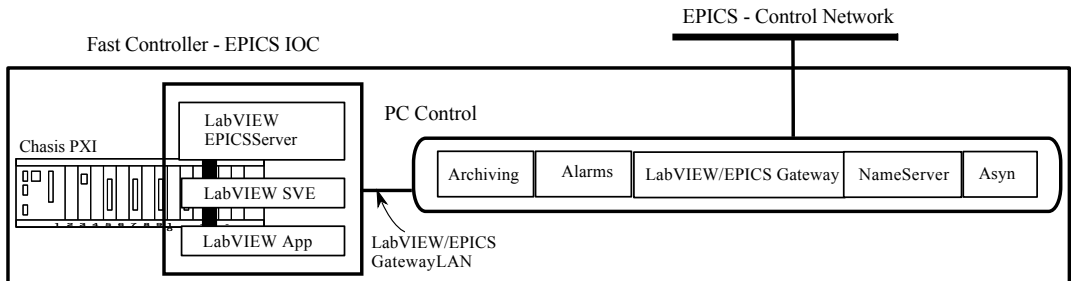 EPICS - Control Network
Fast Controller - EPICS IOC
PC Control
LabVIEW
EPICSServer
Chasis PXI
Archiving
Alarms
LabVIEW/EPICS Gateway
NameServer
Asyn
LabVIEW SVE
LabVIEW App
LabVIEW/EPICS
GatewayLAN